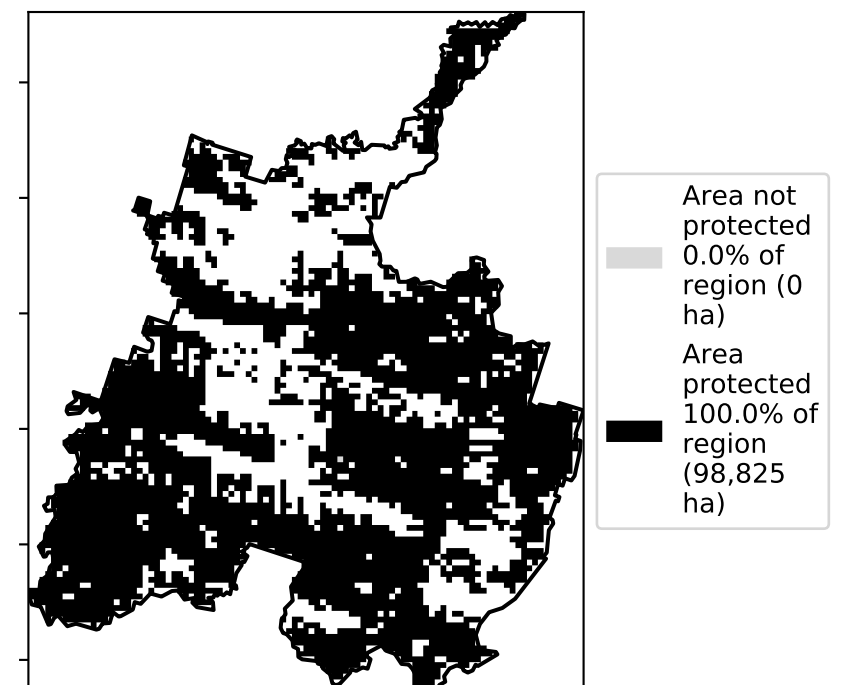 Area not
protected
0.0% of
region (0
ha)
Area
protected
100.0% of
region
(98,825
ha)